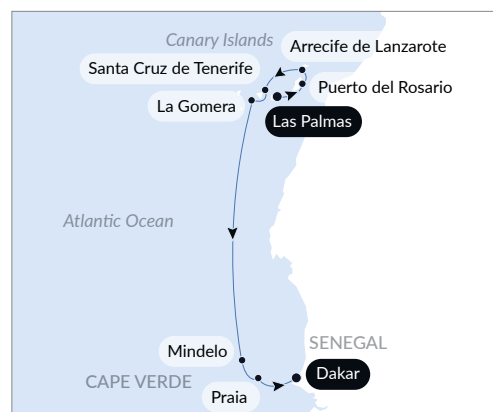 Canary Islands
Arrecife de Lanzarote
Santa Cruz de Tenerife
Puerto del Rosario
La Gomera
Las Palmas
Atlantic Ocean
SENEGAL
Mindelo
Dakar
CAPE VERDE
Praia